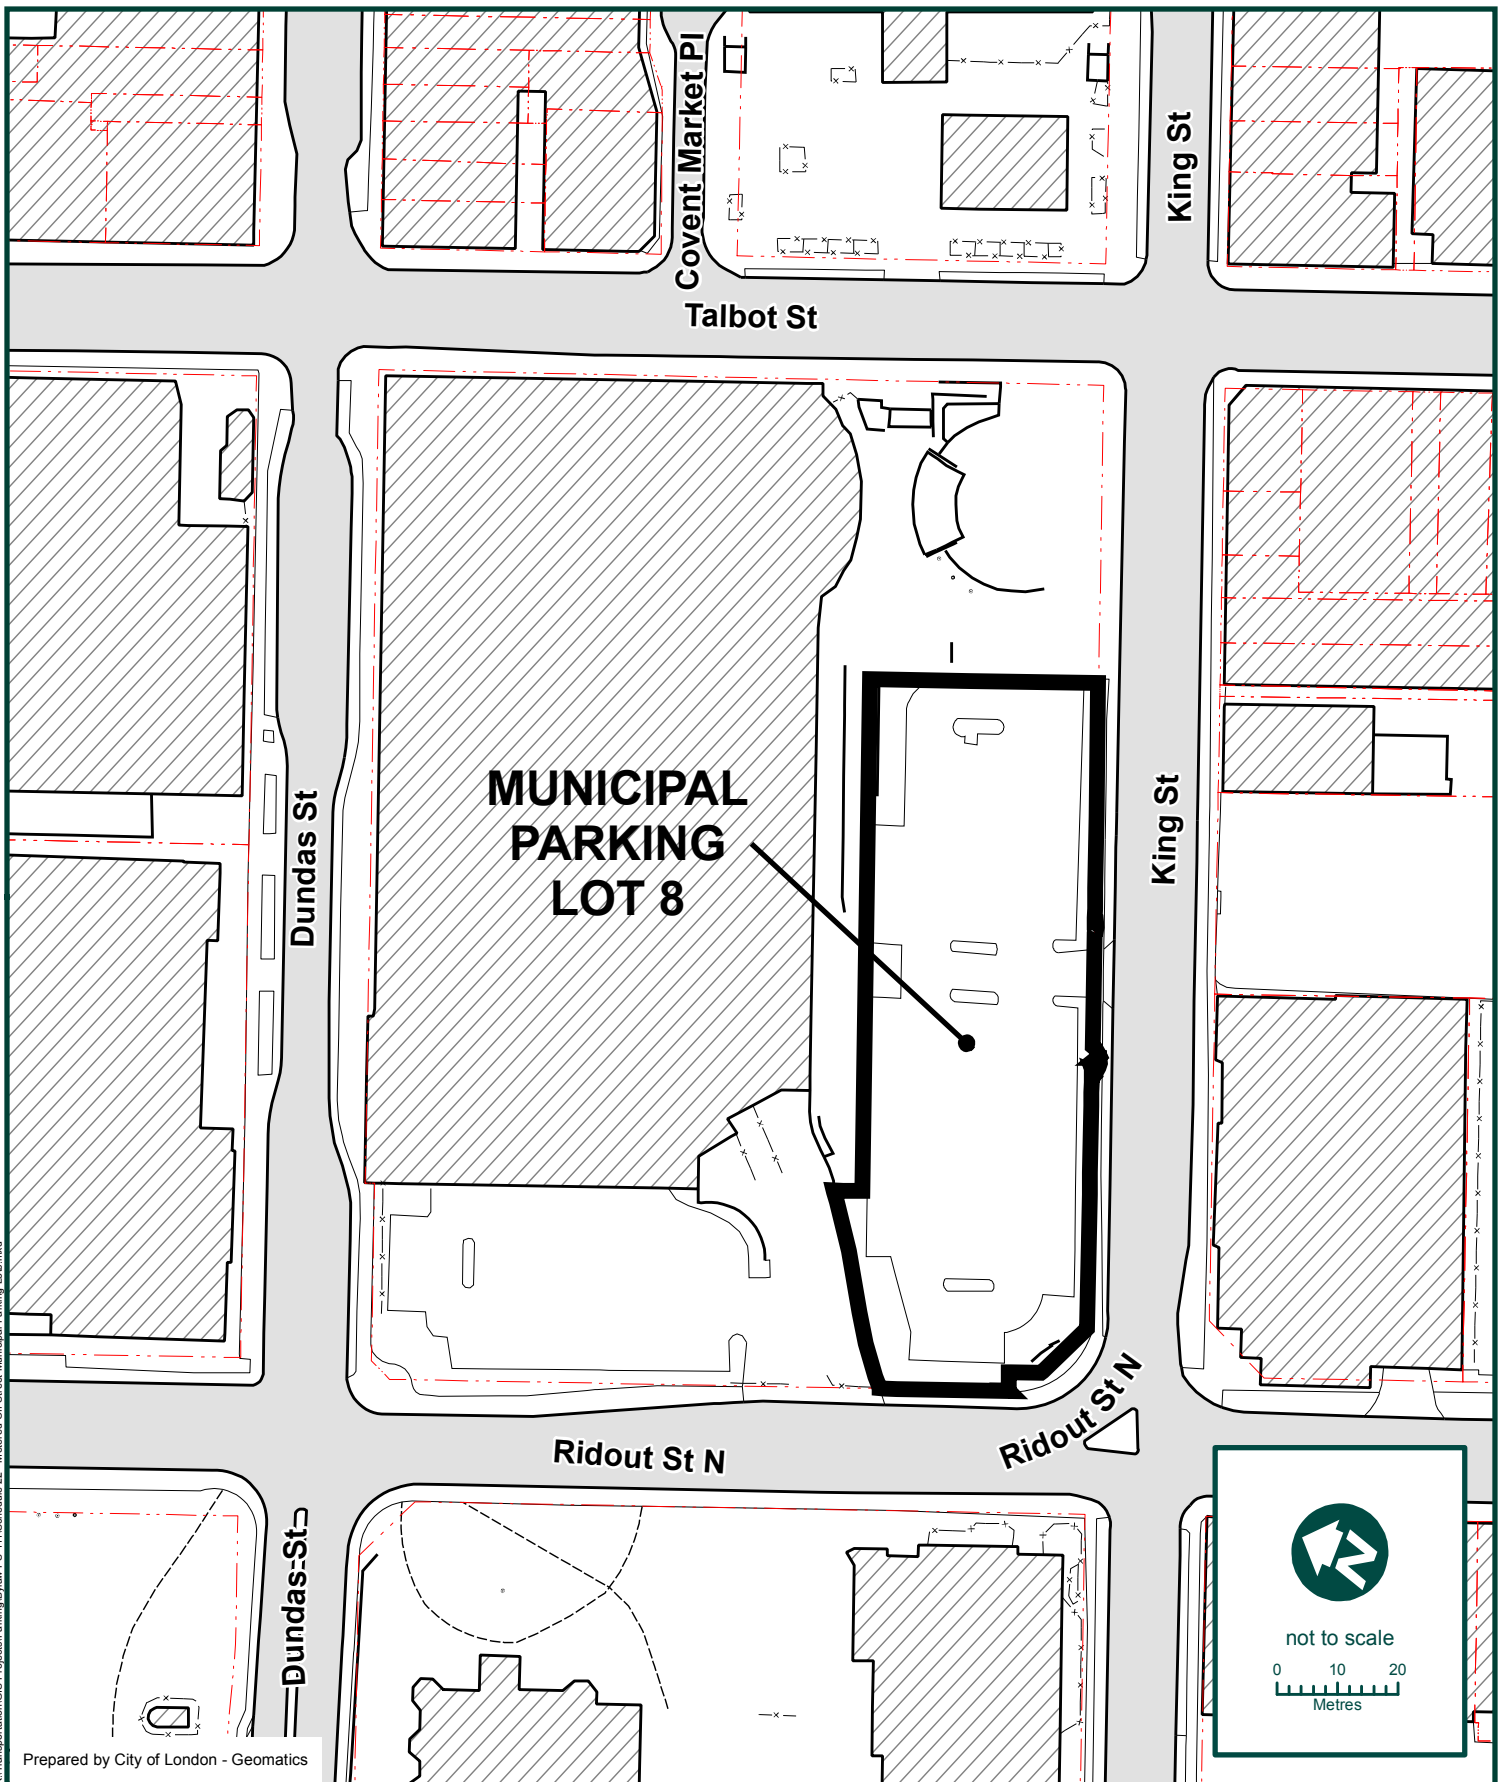 Covent Market Pl
King St
Talbot St
MUNICIPAL
PARKING
LOT 8
Dundas St
King St
Ridout St N
Ridout St N
Dundas St
not to scale
0 10 20
Metres
Prepared by City of London - Geomatics